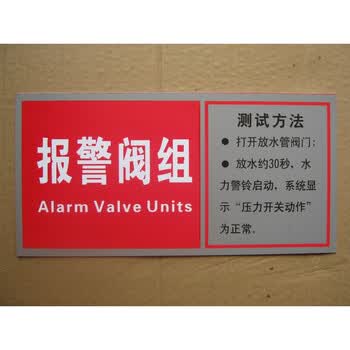 报警阀组
Alarm Valve Units
测试方法
● 打开放水管阀门;
● 放水约30秒, 水
力警铃启动, 系统显
示“压力开关动作”
为正常。